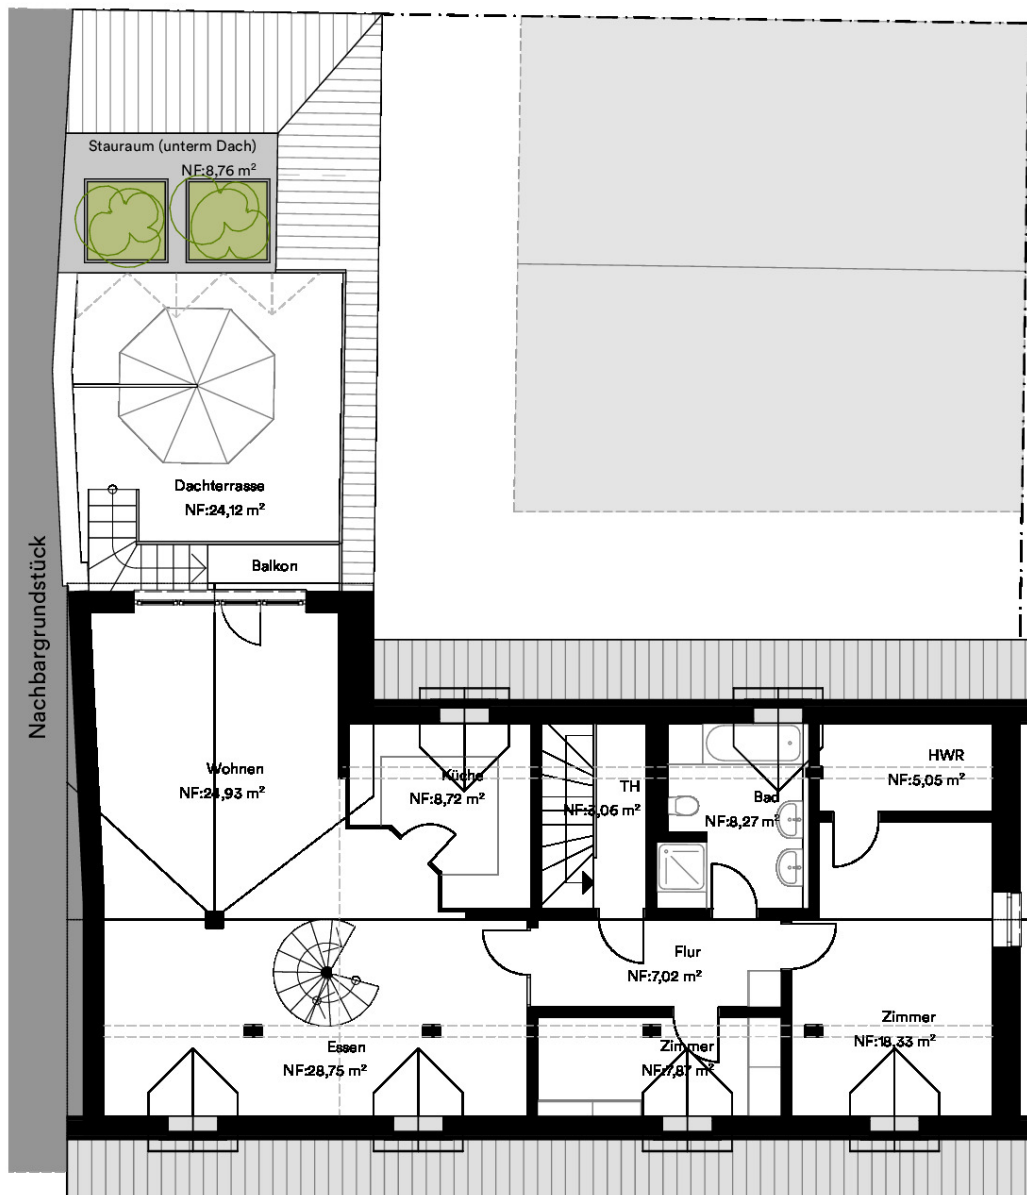 Stauraum (unterm Dach)
NF:8,76 m²
Dachterrasse
NF:24,12 m²
Balkon
Nachbargrundstück
Wohnen
NF:24,93 m²
Küche
NF:8,72 m²
TH
NF:3,06 m²
Bad
NF:8,27 m²
HWR
NF:5,05 m²
Flur
NF:7,02 m²
Essen
NF:28,75 m²
Zimmer
NF:7,87 m²
Zimmer
NF:18,33 m²